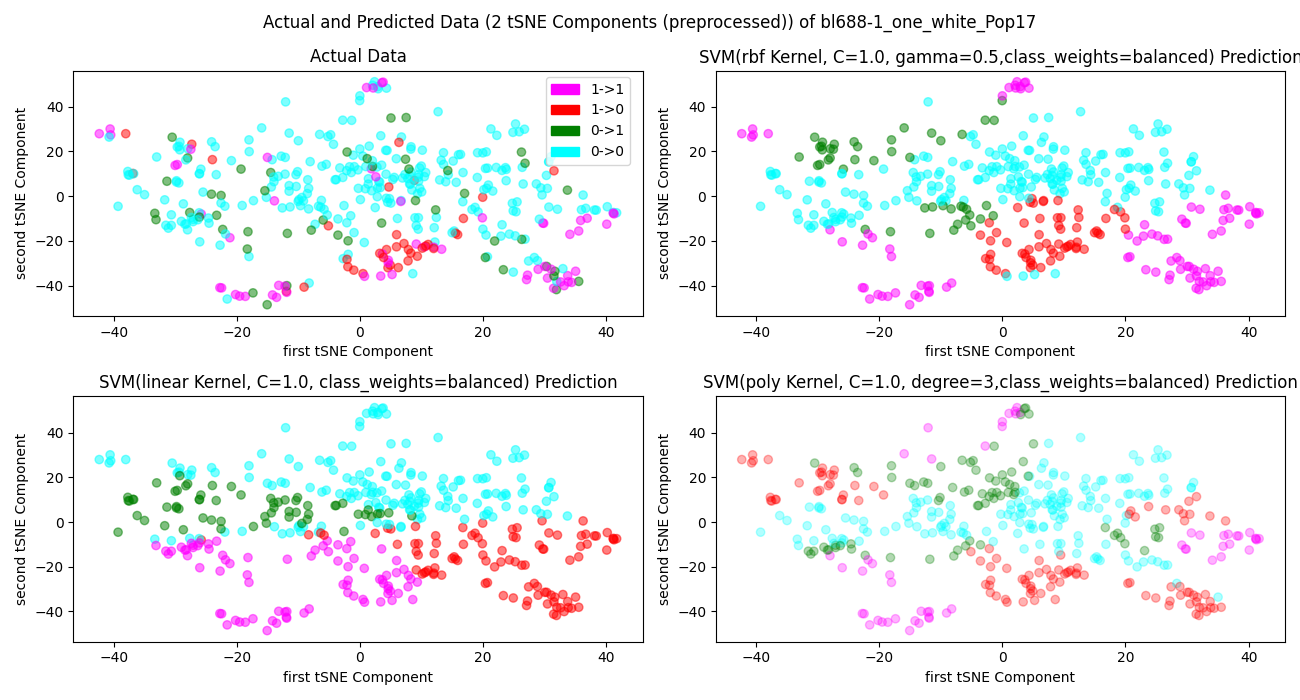 Actual and Predicted Data (2 tSNE Components (preprocessed)) of bl688-1_one_white_Pop17
Actual Data
second tSNE Component
40
20
0
−20
−40
1->1
1->0
0->1
0->0
−40 −20 0 20 40
first tSNE Component
SVM(rbf Kernel, C=1.0, gamma=0.5,class_weights=balanced) Prediction
second tSNE Component
40
20
0
−20
−40
−40 −20 0 20 40
first tSNE Component
SVM(linear Kernel, C=1.0, class_weights=balanced) Prediction
second tSNE Component
40
20
0
−20
−40
−40 −20 0 20 40
first tSNE Component
SVM(poly Kernel, C=1.0, degree=3,class_weights=balanced) Prediction
second tSNE Component
40
20
0
−20
−40
−40 −20 0 20 40
first tSNE Component